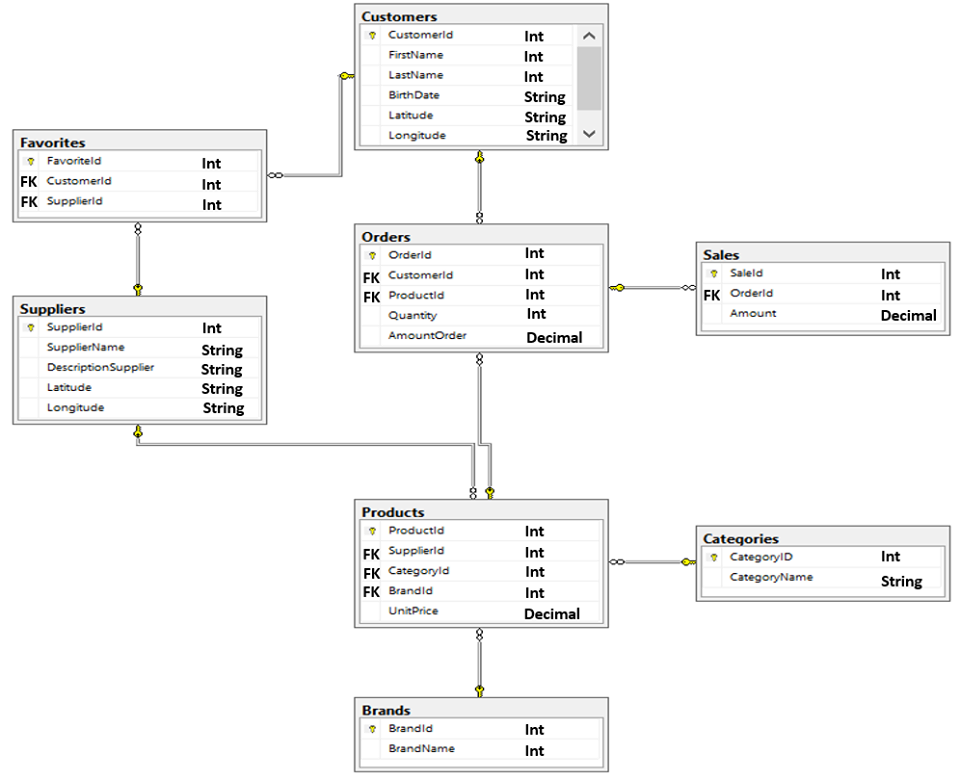 Customers
CustomerId Int
FirstName Int
LastName Int
BirthDate String
Latitude String
Longitude String
Favorites
FavoriteId Int
FK CustomerId Int
FK SupplierId Int
Orders
OrderId Int
FK CustomerId Int
FK ProductId Int
Quantity Int
AmountOrder Decimal
Sales
SaleId Int
FK OrderId Int
Amount Decimal
Suppliers
SupplierId Int
SupplierName String
DescriptionSupplier String
Latitude String
Longitude String
Products
ProductId Int
FK SupplierId Int
FK CategoryId Int
FK BrandId Int
UnitPrice Decimal
Categories
CategoryID Int
CategoryName String
Brands
BrandId Int
BrandName Int